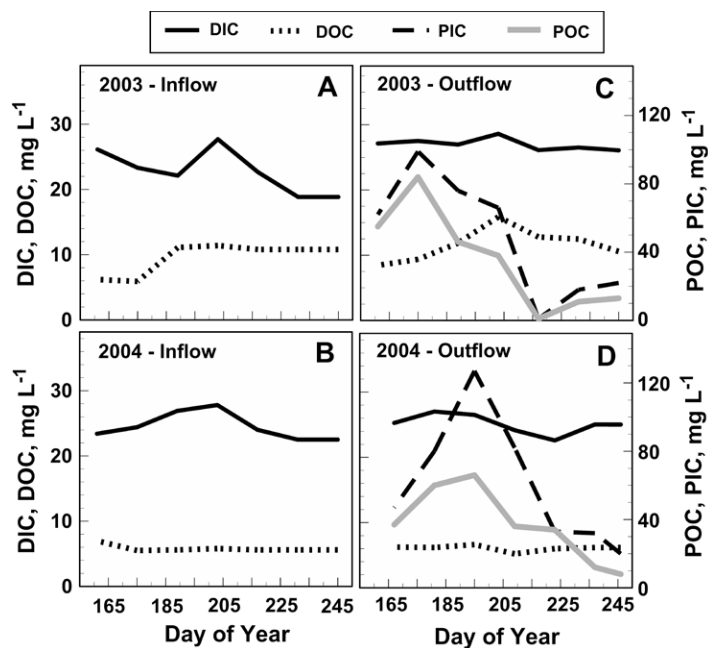 DIC DOC PIC POC
2003 - Inflow A
2003 - Outflow C
DIC, DOC, mg L⁻¹
30
20
10
0
POC, PIC, mg L⁻¹
120
80
40
0
2004 - Inflow B
2004 - Outflow D
DIC, DOC, mg L⁻¹
30
20
10
0
POC, PIC, mg L⁻¹
120
80
40
0
165 185 205 225 245
165 185 205 225 245
Day of Year
Day of Year